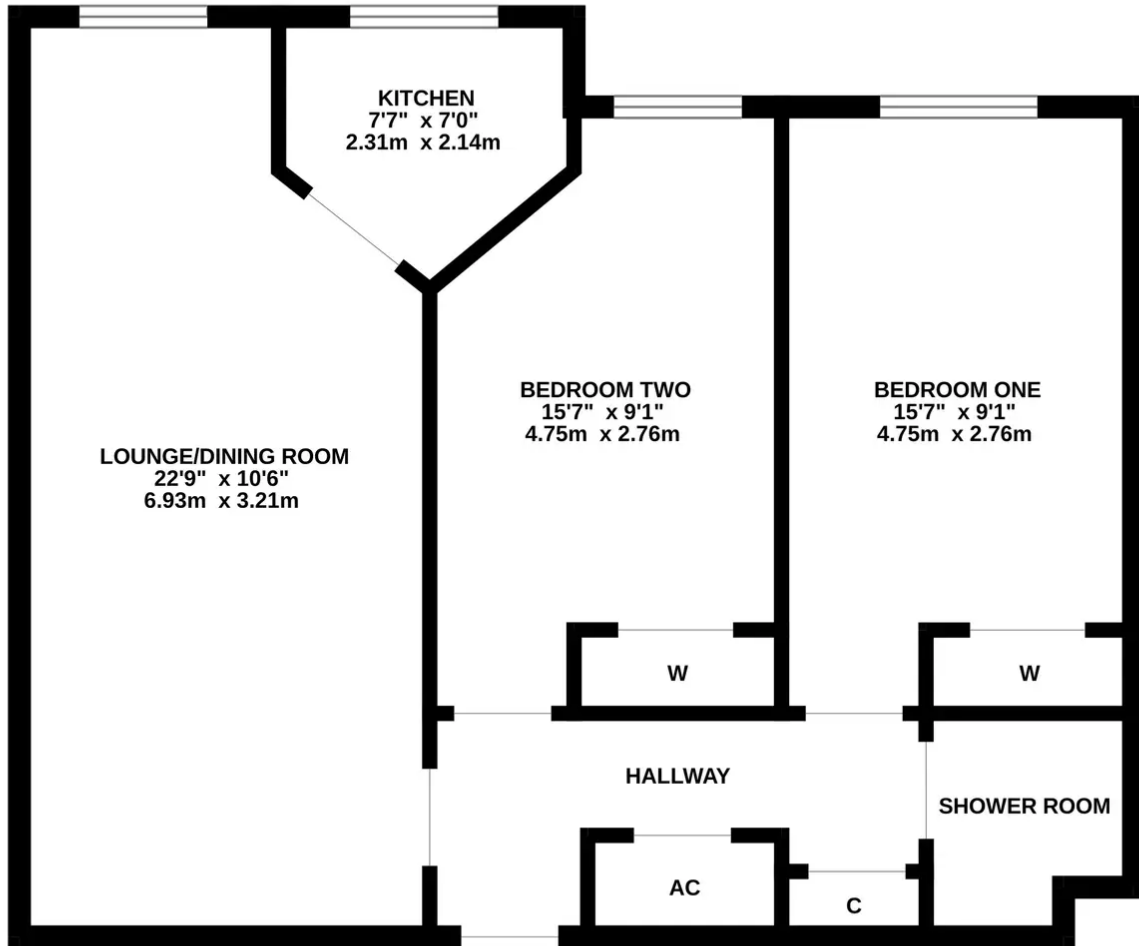 KITCHEN
7'7" x 7'0"
2.31m x 2.14m
BEDROOM TWO
15'7" x 9'1"
4.75m x 2.76m
BEDROOM ONE
15'7" x 9'1"
4.75m x 2.76m
LOUNGE/DINING ROOM
22'9" x 10'6"
6.93m x 3.21m
W
W
HALLWAY
SHOWER ROOM
AC
C